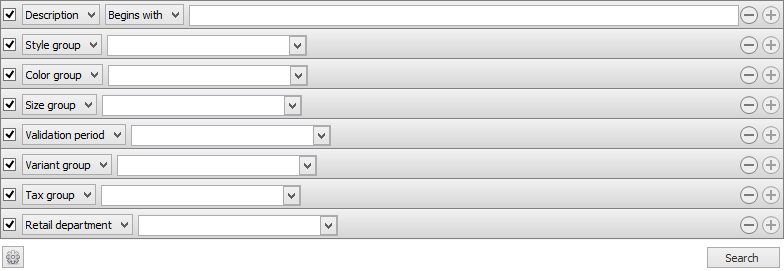 Description Begins with
Style group
Color group
Size group
Validation period
Variant group
Tax group
Retail department
Search